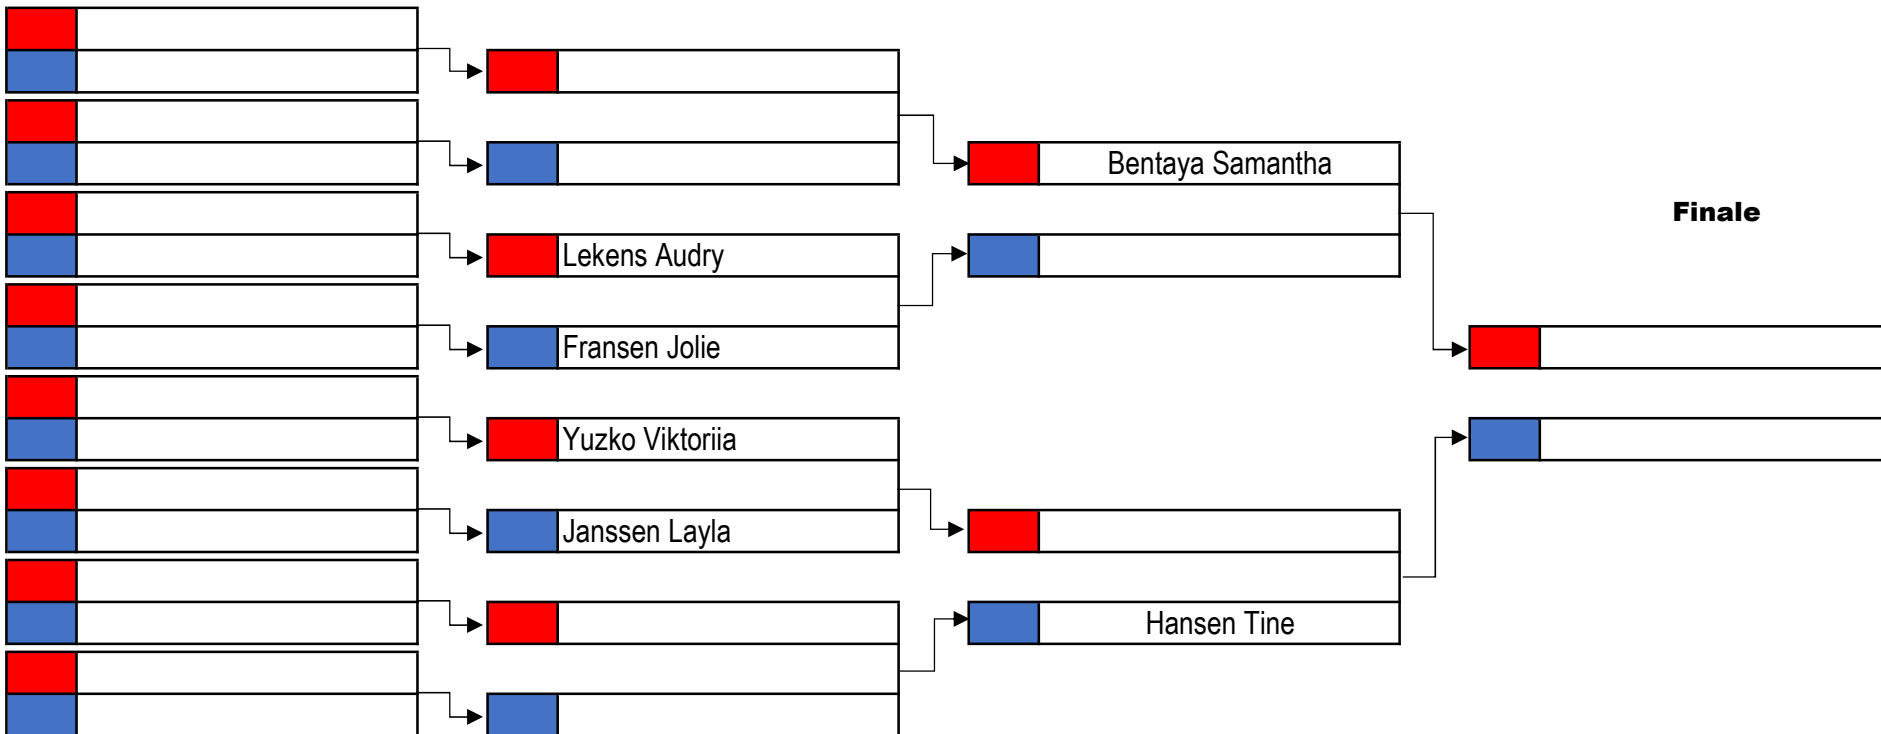 Bentaya Samantha
Finale
Lekens Audry
Fransen Jolie
Yuzko Viktoriia
Janssen Layla
Hansen Tine